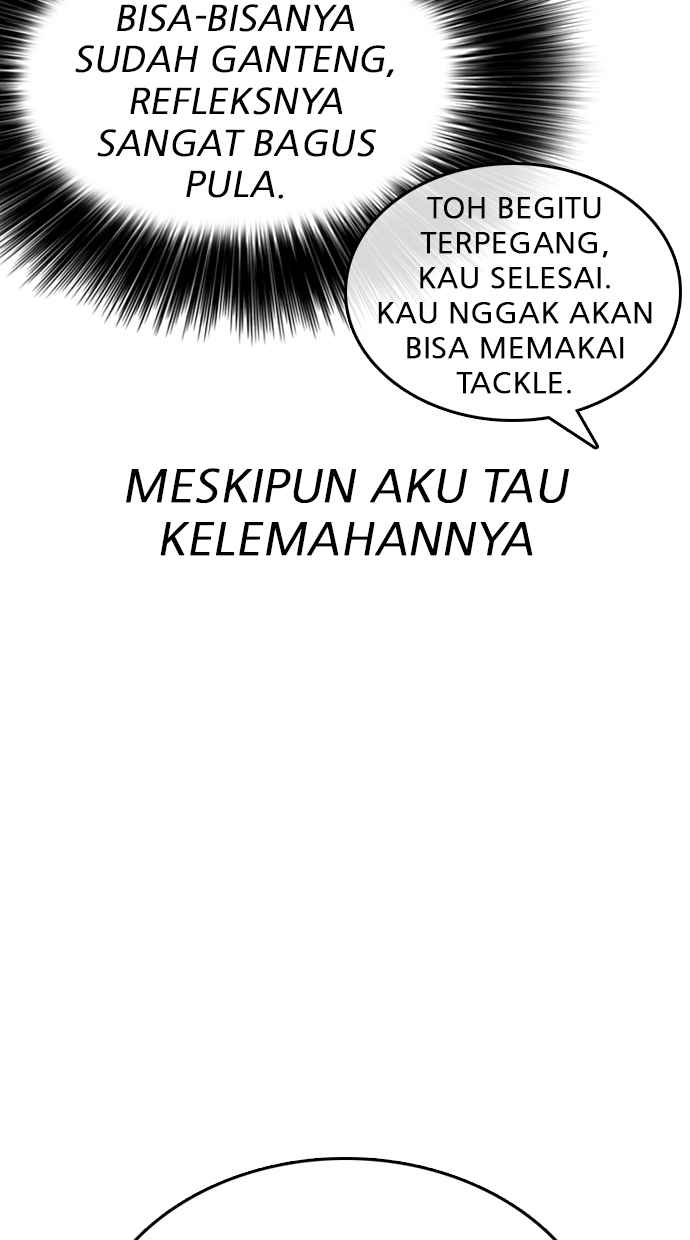 BISA-BISANYA
SUDAH GANTENG,
REFLEKSNYA
SANGAT BAGUS
PULA.
TOH BEGITU
TERPEGANG,
KAU SELESAI.
KAU NGGAK AKAN
BISA MEMAKAI
TACKLE.
MESKIPUN AKU TAU
KELEMAHANNYA